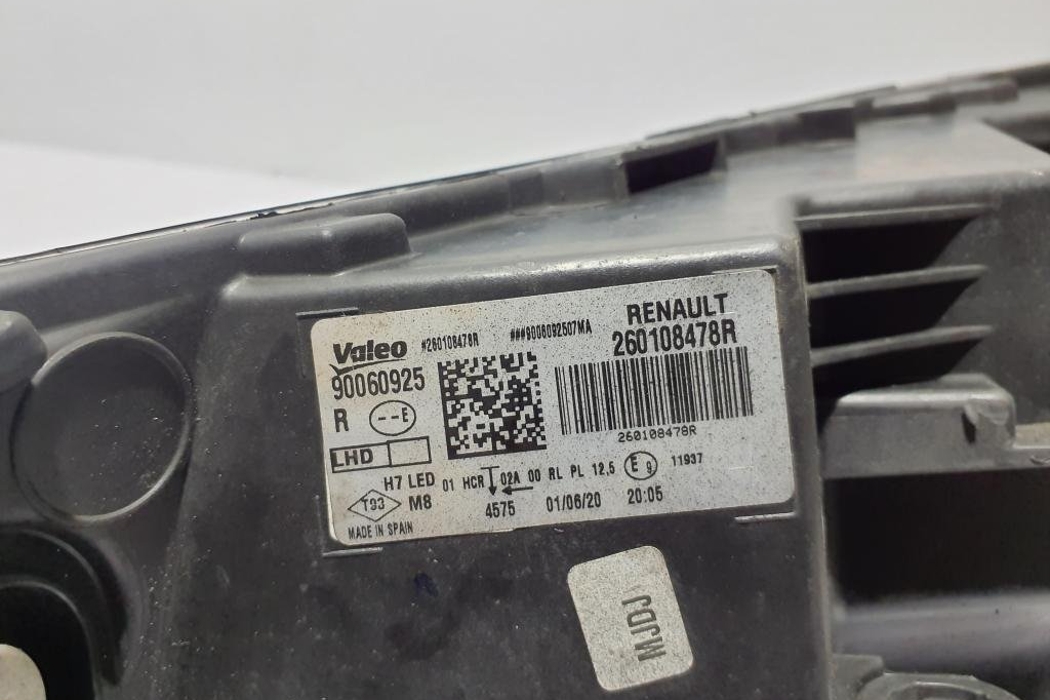 Valeo #260108478R ###9006092507MA RENAULT
90060925 260108478R
R --E
260108478R
LHD
H7 LED 01 HCR 02A 00 RL PL 12,5 E9 11937
T93 M8 4575 01/06/20 20:05
MADE IN SPAIN
MJDJ